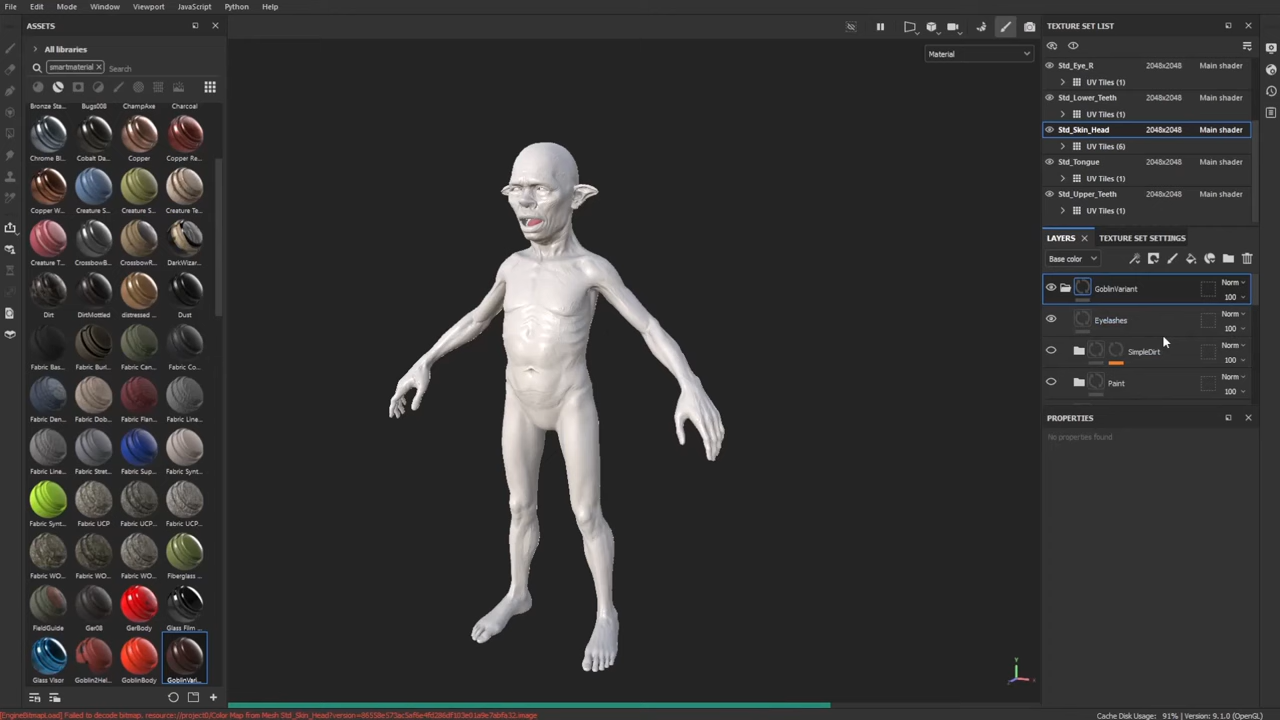 File Edit Mode Window Viewport JavaScript Python Help
ASSETS
All libraries
smartmaterial Search
Bronze Sta... Bugs008 ChampAxe Charcoal
Chrome Bl... Cobalt Da... Copper Copper Re...
Copper W... Creature S... Creature S... Creature Te...
Creature T... CrossbowB... CrossbowR... DarkWizar...
Dirt DirtMottled distressed ... Dust
Fabric Bas... Fabric Burl... Fabric Can... Fabric Co...
Fabric Den... Fabric Dob... Fabric Flan... Fabric Line...
Fabric Line... Fabric Stret... Fabric Sup... Fabric Synt...
Fabric Synt... Fabric UCP Fabric UCP... Fabric UCP...
Fabric WO... Fabric WO... Fabric WO... Fiberglass ...
FieldGuide Ger08 GerBody Glass Film ...
Glass Visor Goblin2Hel... GoblinBody GoblinVari...
Material
TEXTURE SET LIST
Std_Eye_R 2048x2048 Main shader
UV Tiles (1)
Std_Lower_Teeth 2048x2048 Main shader
UV Tiles (1)
Std_Skin_Head 2048x2048 Main shader
UV Tiles (6)
Std_Tongue 2048x2048 Main shader
UV Tiles (1)
Std_Upper_Teeth 2048x2048 Main shader
UV Tiles (1)
LAYERS TEXTURE SET SETTINGS
Base color
GoblinVariant Norm
100
Eyelashes Norm
100
SimpleDirt Norm
100
Paint Norm
100
PROPERTIES
No properties found
Y
Cache Disk Usage: 91% | Version: 9.1.0 (OpenGL)